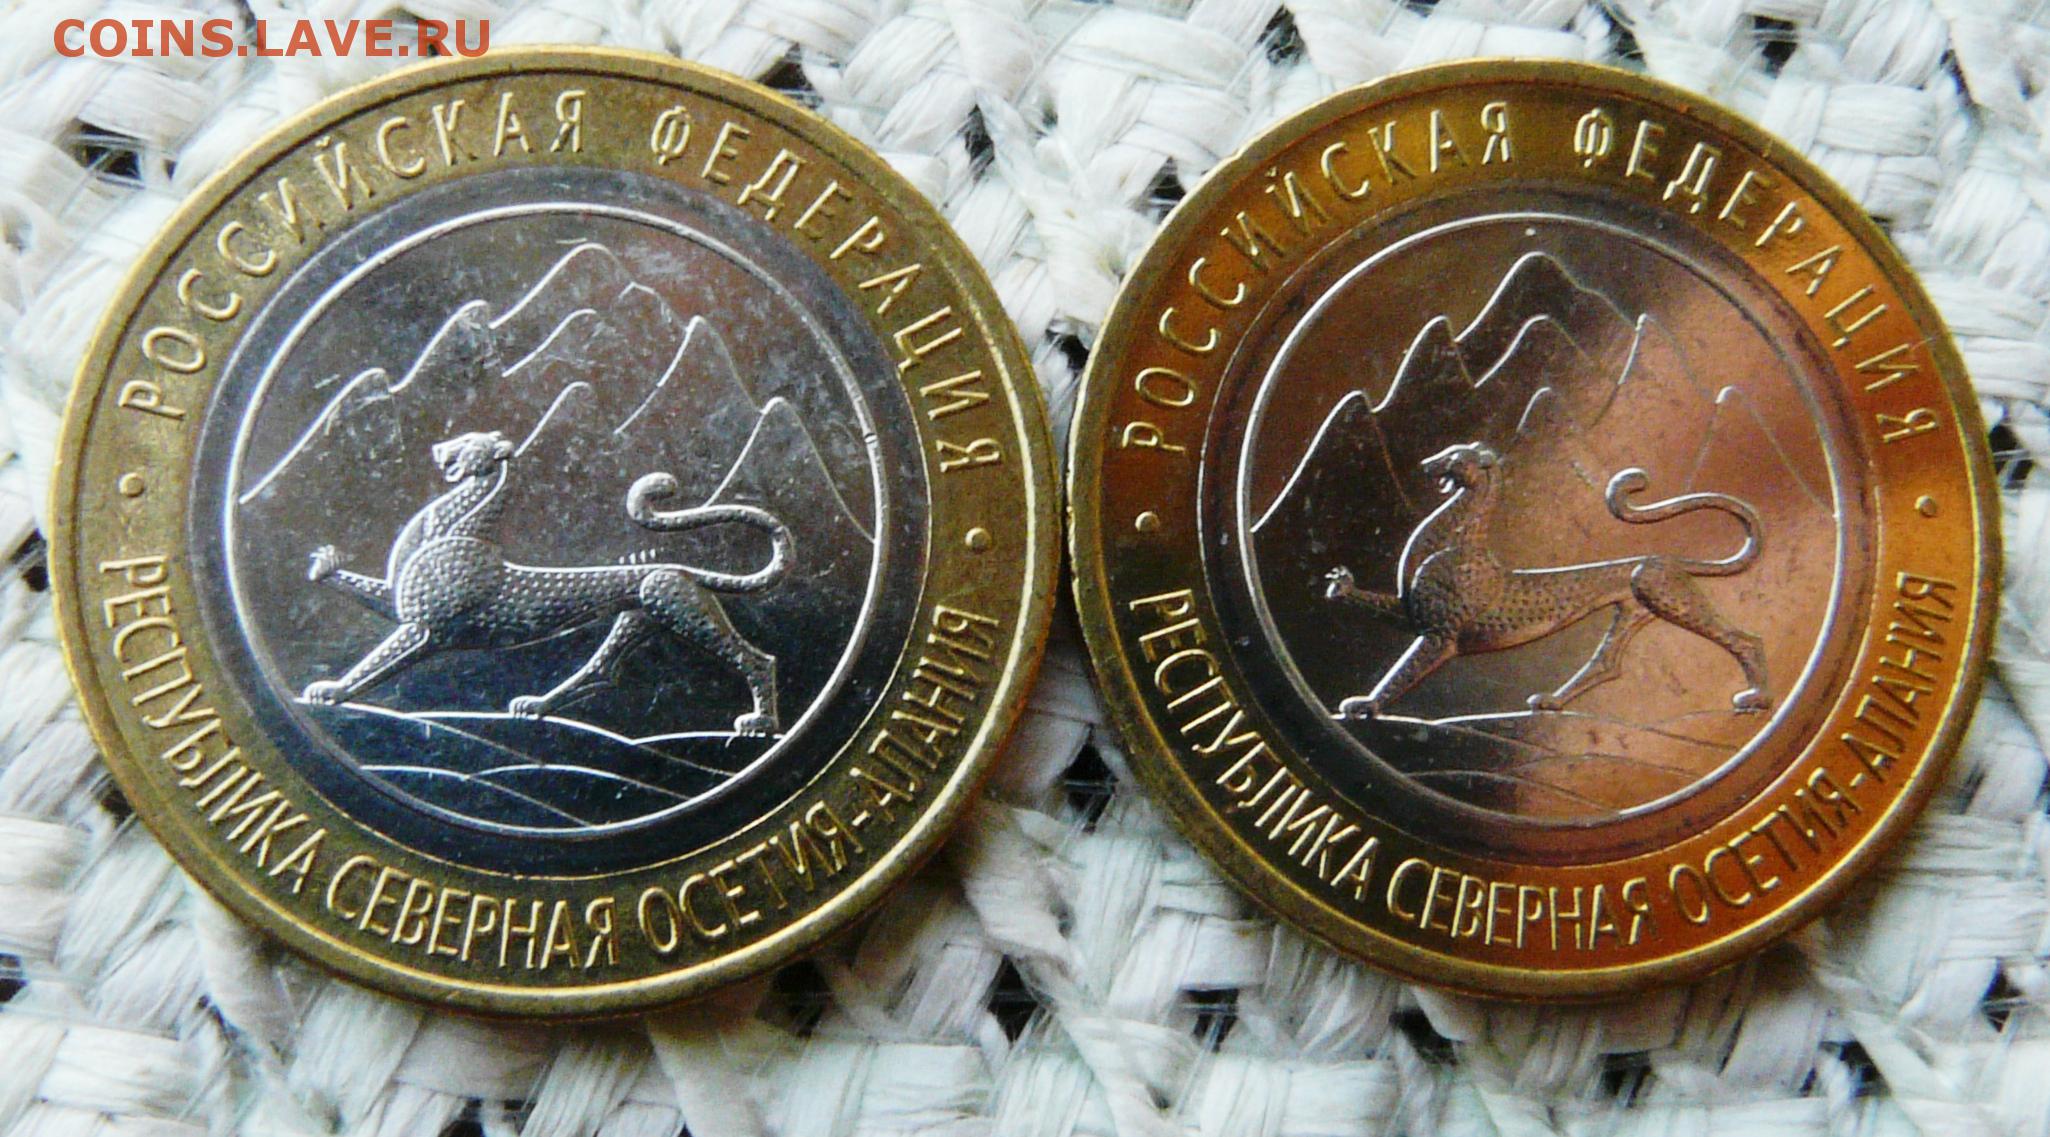 COINS.LAVE.RU
РОССИЙСКАЯ ФЕДЕРАЦИЯ
РЕСПУБЛИКА СЕВЕРНАЯ ОСЕТИЯ-АЛАНИЯ
РОССИЙСКАЯ ФЕДЕРАЦИЯ
РЕСПУБЛИКА СЕВЕРНАЯ ОСЕТИЯ-АЛАНИЯ